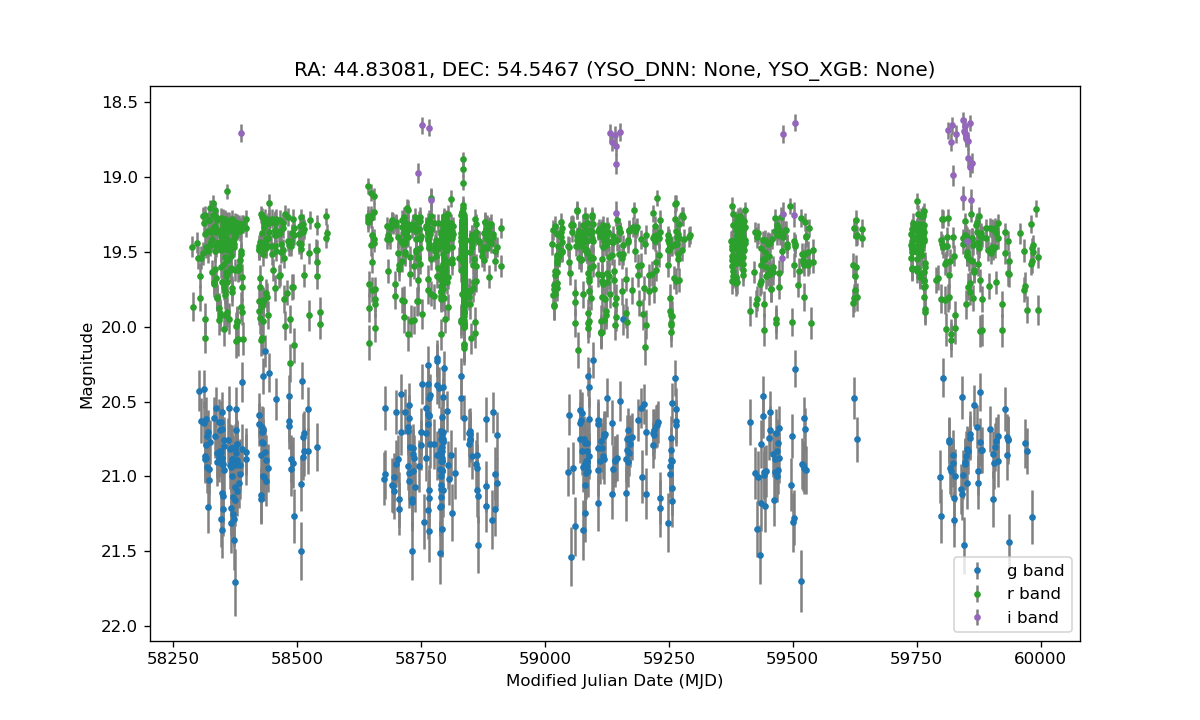 RA: 44.83081, DEC: 54.5467 (YSO_DNN: None, YSO_XGB: None)
18.5
19.0
19.5
20.0
20.5
21.0
21.5
22.0
Magnitude
58250
58500
58750
59000
59250
59500
59750
60000
Modified Julian Date (MJD)
g band
r band
i band